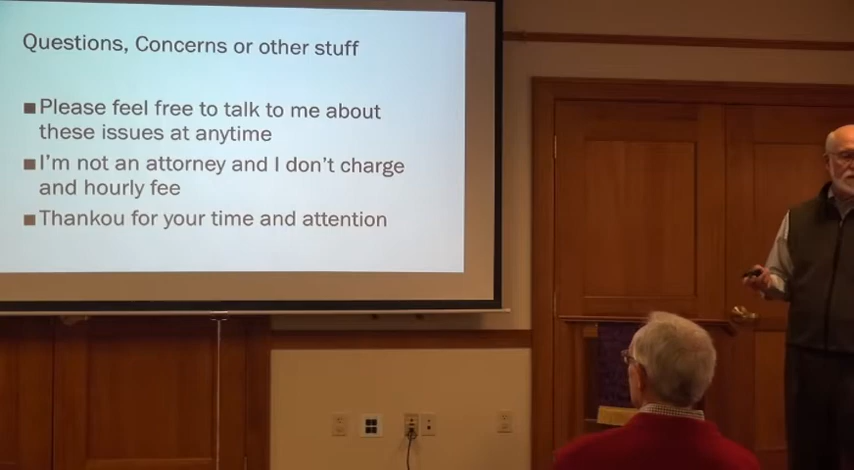 Questions, Concerns or other stuff
■ Please feel free to talk to me about
these issues at anytime
■ I'm not an attorney and I don't charge
and hourly fee
■ Thankou for your time and attention